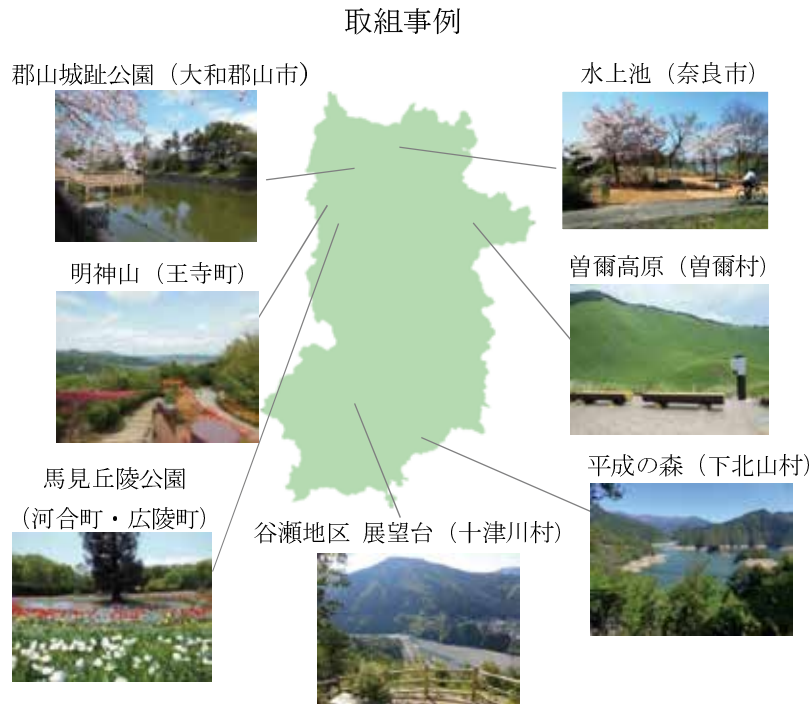 取組事例
郡山城趾公園（大和郡山市）
水上池（奈良市）
明神山（王寺町）
曽爾高原（曽爾村）
馬見丘陵公園
（河合町・広陵町）
平成の森（下北山村）
谷瀬地区 展望台（十津川村）